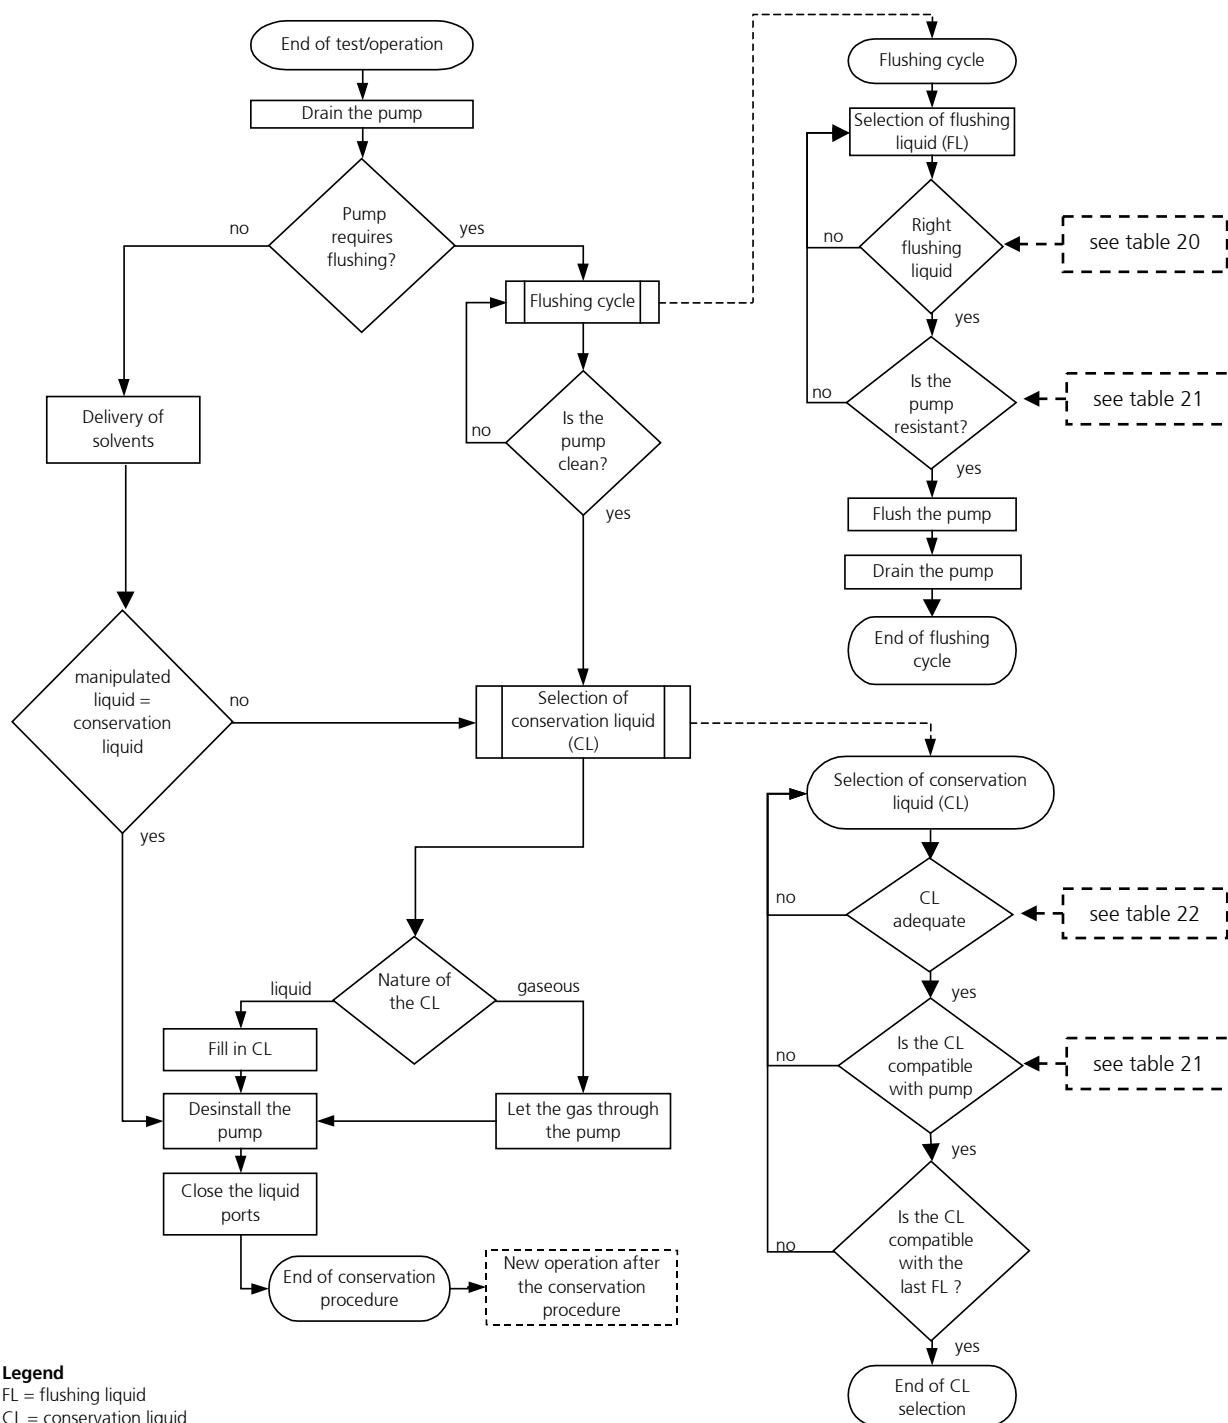 End of test/operation
Drain the pump
Pump
requires
flushing?
no
yes
Flushing cycle
Is the
pump
clean?
no
yes
Delivery of
solvents
manipulated
liquid =
conservation
liquid
no
yes
Selection of
conservation liquid
(CL)
Nature of
the CL
liquid
gaseous
Fill in CL
Desinstall the
pump
Let the gas through
the pump
Close the liquid
ports
End of conservation
procedure
New operation after
the conservation
procedure
Flushing cycle
Selection of flushing
liquid (FL)
Right
flushing
liquid
no
see table 20
yes
Is the
pump
resistant?
no
see table 21
yes
Flush the pump
Drain the pump
End of flushing
cycle
Selection of conservation
liquid (CL)
CL
adequate
no
see table 22
yes
Is the CL
compatible
with pump
no
see table 21
yes
Is the CL
compatible
with the
last FL ?
no
yes
End of CL
selection
Legend
FL = flushing liquid
CL = conservation liquid